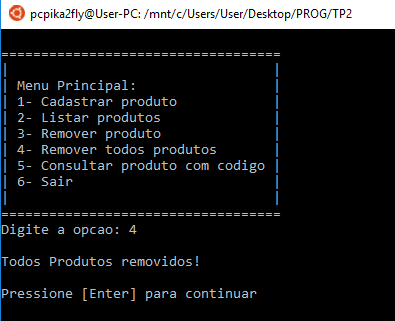 pcpika2fly@User-PC: /mnt/c/Users/User/Desktop/PROG/TP2
===================================
|                                 |
| Menu Principal:                 |
| 1- Cadastrar produto            |
| 2- Listar produtos              |
| 3- Remover produto              |
| 4- Remover todos produtos       |
| 5- Consultar produto com codigo |
| 6- Sair                         |
|                                 |
===================================
Digite a opcao: 4
Todos Produtos removidos!
Pressione [Enter] para continuar